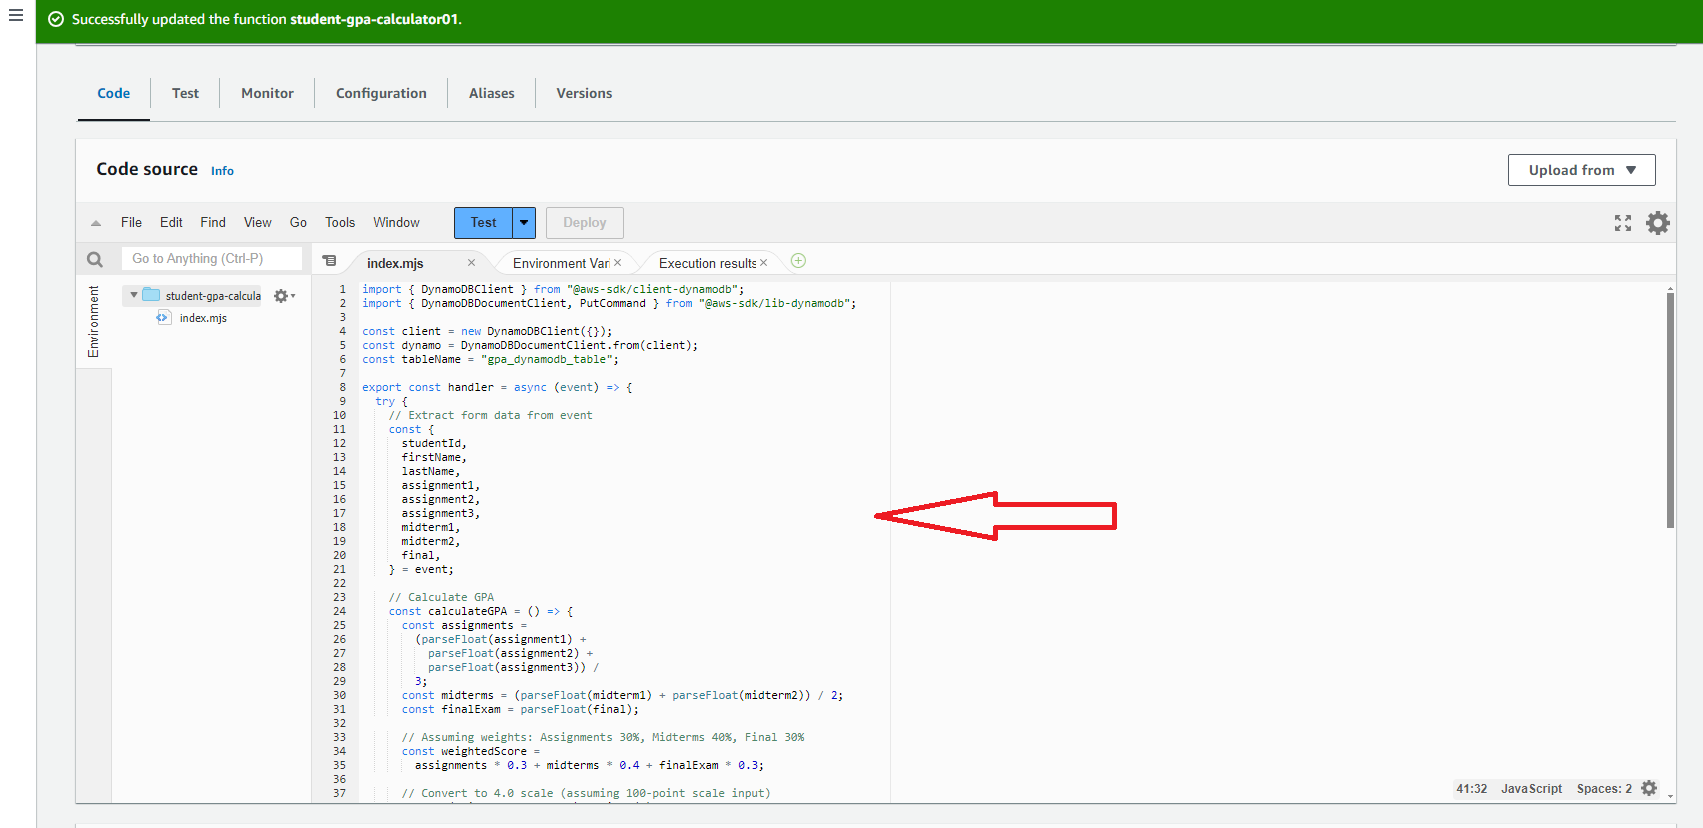 Successfully updated the function student-gpa-calculator01.
Code Test Monitor Configuration Aliases Versions
Code source Info
Upload from
File Edit Find View Go Tools Window Test Deploy
Go to Anything (Ctrl-P)
index.mjs Environment Var Execution results
Environment
student-gpa-calcula
index.mjs
1 import { DynamoDBClient } from "@aws-sdk/client-dynamodb";
2 import { DynamoDBDocumentClient, PutCommand } from "@aws-sdk/lib-dynamodb";
3
4 const client = new DynamoDBClient({});
5 const dynamo = DynamoDBDocumentClient.from(client);
6 const tableName = "gpa_dynamodb_table";
7
8 export const handler = async (event) => {
9 try {
10 // Extract form data from event
11 const {
12 studentId,
13 firstName,
14 lastName,
15 assignment1,
16 assignment2,
17 assignment3,
18 midterm1,
19 midterm2,
20 final,
21 } = event;
22
23 // Calculate GPA
24 const calculateGPA = () => {
25 const assignments =
26 (parseFloat(assignment1) +
27 parseFloat(assignment2) +
28 parseFloat(assignment3)) /
29 3;
30 const midterms = (parseFloat(midterm1) + parseFloat(midterm2)) / 2;
31 const finalExam = parseFloat(final);
32
33 // Assuming weights: Assignments 30%, Midterms 40%, Final 30%
34 const weightedScore =
35 assignments * 0.3 + midterms * 0.4 + finalExam * 0.3;
36
37 // Convert to 4.0 scale (assuming 100-point scale input)
41:32 JavaScript Spaces: 2